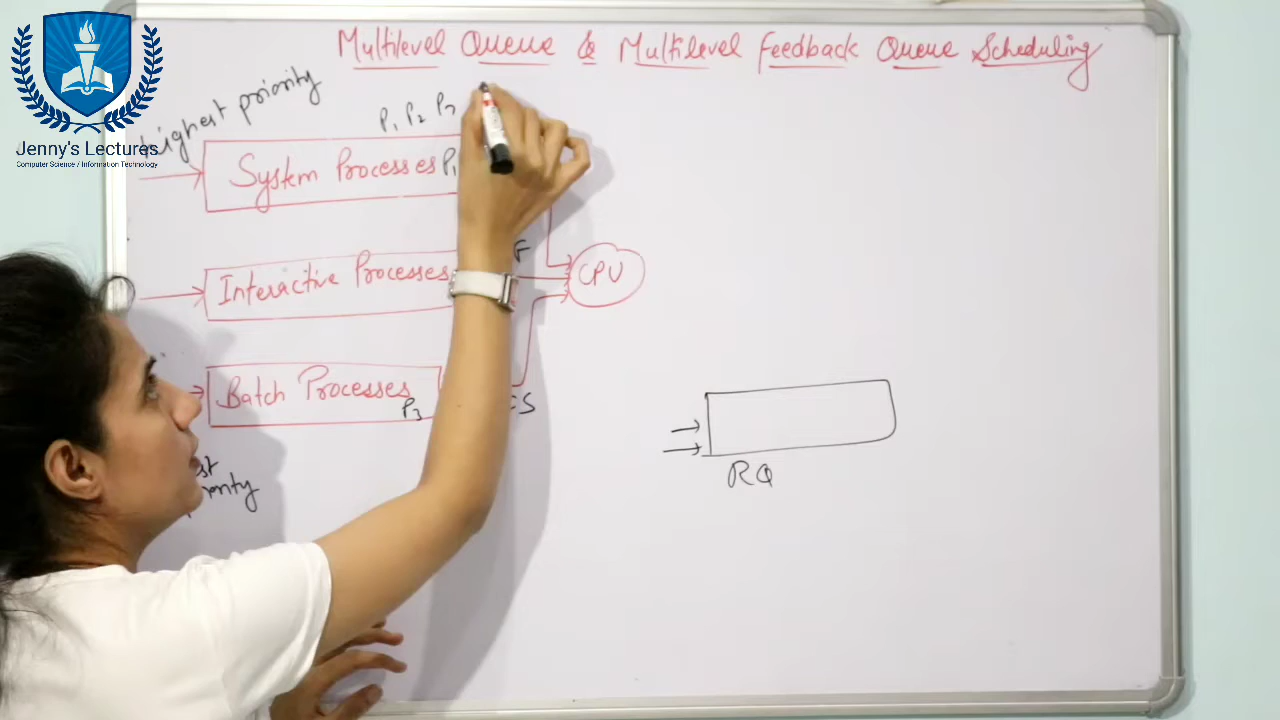 Multilevel Queue & Multilevel Feedback Queue Scheduling
highest priority
P1 P2 P3
Jenny's Lectures
Computer Science / Information Technology
System Processes P1
Interactive Processes
CPU
Batch Processes
P3
RQ